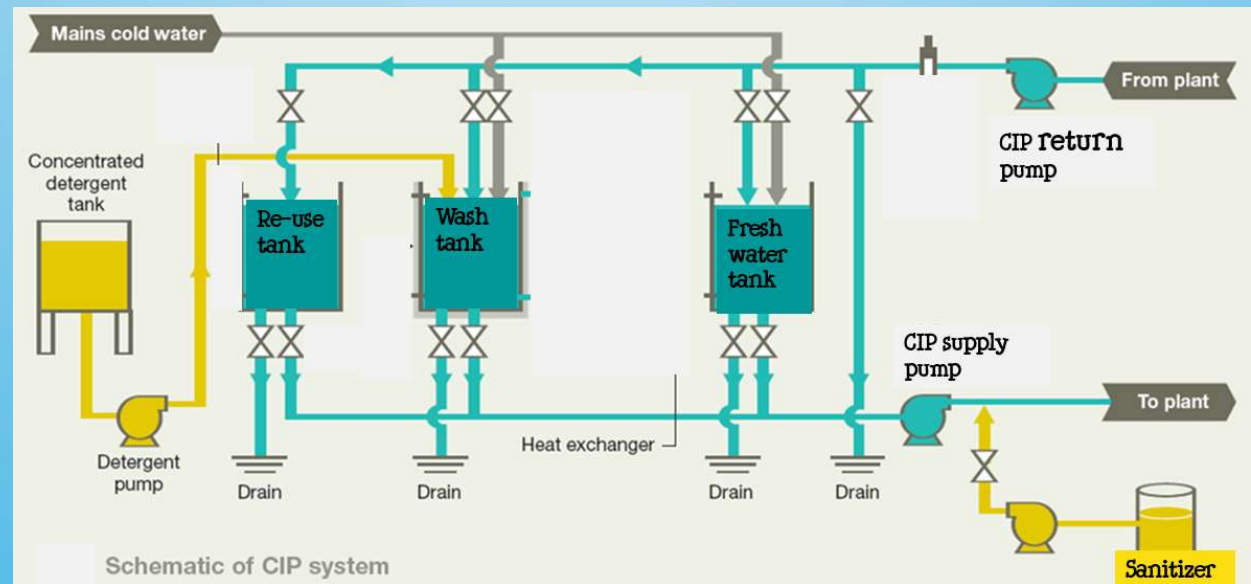 Mains cold water
From plant
CIP return
pump
Concentrated
detergent
tank
Re-use
tank
Wash
tank
Fresh
water
tank
CIP supply
pump
To plant
Heat exchanger
Detergent
pump
Drain
Drain
Drain
Drain
Sanitizer
Schematic of CIP system